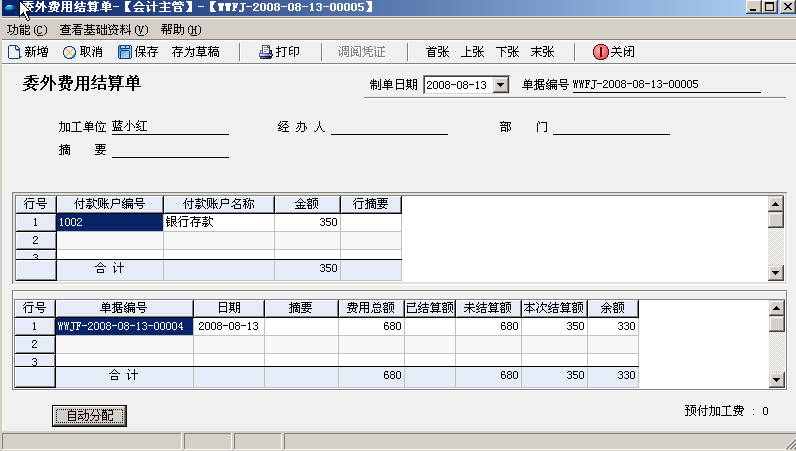 委外费用结算单-【会计主管】-【WWFJ-2008-08-13-00005】
功能(C) 查看基础资料(V) 帮助(H)
新增 取消 保存 存为草稿 打印 调阅凭证 首张 上张 下张 末张 关闭
委外费用结算单
制单日期 2008-08-13 单据编号 WWFJ-2008-08-13-00005
加工单位 蓝小红 经办人 部门
摘要
行号 付款账户编号 付款账户名称 金额 行摘要
1 1002 银行存款 350
2
3
合计 350
行号 单据编号 日期 摘要 费用总额 已结算额 未结算额 本次结算额 余额
1 WWJF-2008-08-13-00004 2008-08-13 680 680 350 330
2
3
合计 680 680 350 330
自动分配 预付加工费 : 0